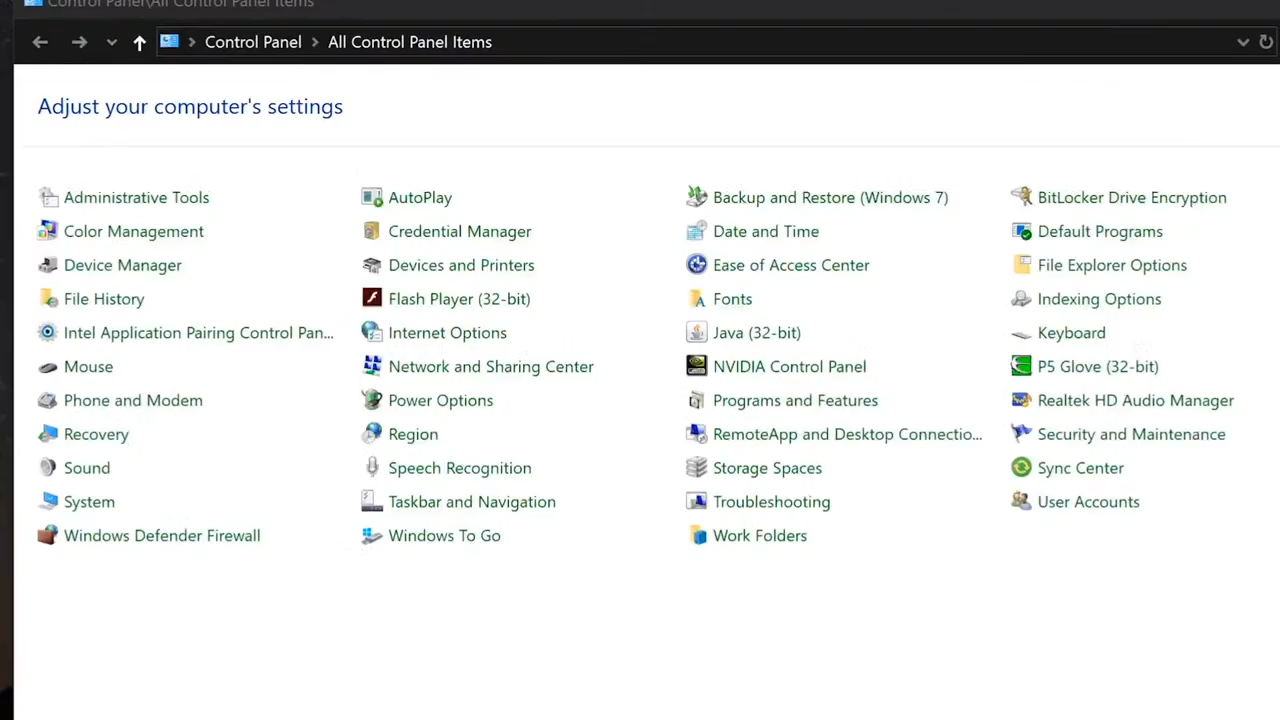 Control Panel\All Control Panel Items
Control Panel > All Control Panel Items
Adjust your computer's settings
Administrative Tools
AutoPlay
Backup and Restore (Windows 7)
BitLocker Drive Encryption
Color Management
Credential Manager
Date and Time
Default Programs
Device Manager
Devices and Printers
Ease of Access Center
File Explorer Options
File History
Flash Player (32-bit)
Fonts
Indexing Options
Intel Application Pairing Control Pan...
Internet Options
Java (32-bit)
Keyboard
Mouse
Network and Sharing Center
NVIDIA Control Panel
P5 Glove (32-bit)
Phone and Modem
Power Options
Programs and Features
Realtek HD Audio Manager
Recovery
Region
RemoteApp and Desktop Connectio...
Security and Maintenance
Sound
Speech Recognition
Storage Spaces
Sync Center
System
Taskbar and Navigation
Troubleshooting
User Accounts
Windows Defender Firewall
Windows To Go
Work Folders